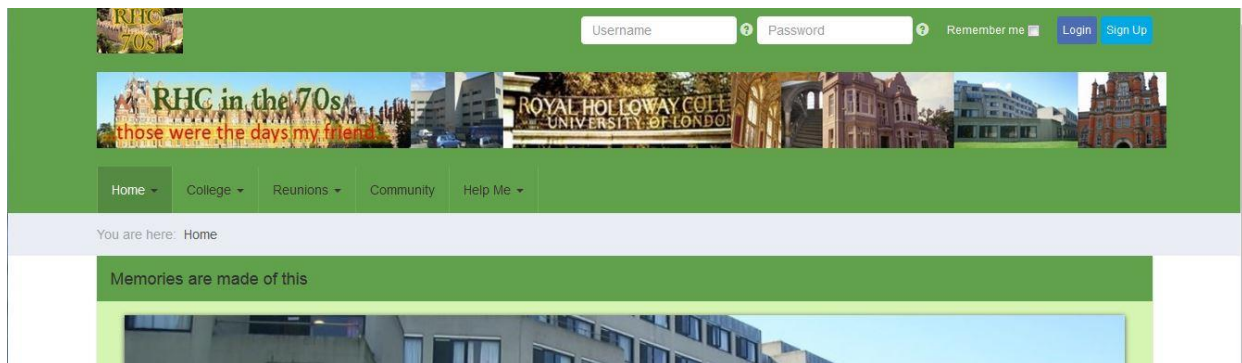 RHC
70s
Username
Password
Remember me
Login
Sign Up
RHC in the 70s
those were the days my friend
ROYAL HOLLOWAY COLL
UNIVERSITY OF LONDON
Home
College
Reunions
Community
Help Me
You are here: Home
Memories are made of this